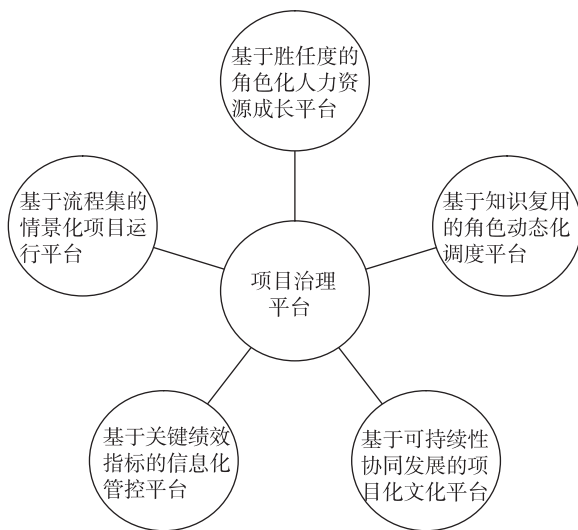 基于胜任度的
角色化人力资
源成长平台
基于流程集的
情景化项目运
行平台
基于知识复用
的角色动态化
调度平台
项目治理
平台
基于关键绩效
指标的信息化
管控平台
基于可持续性
协同发展的项
目化文化平台